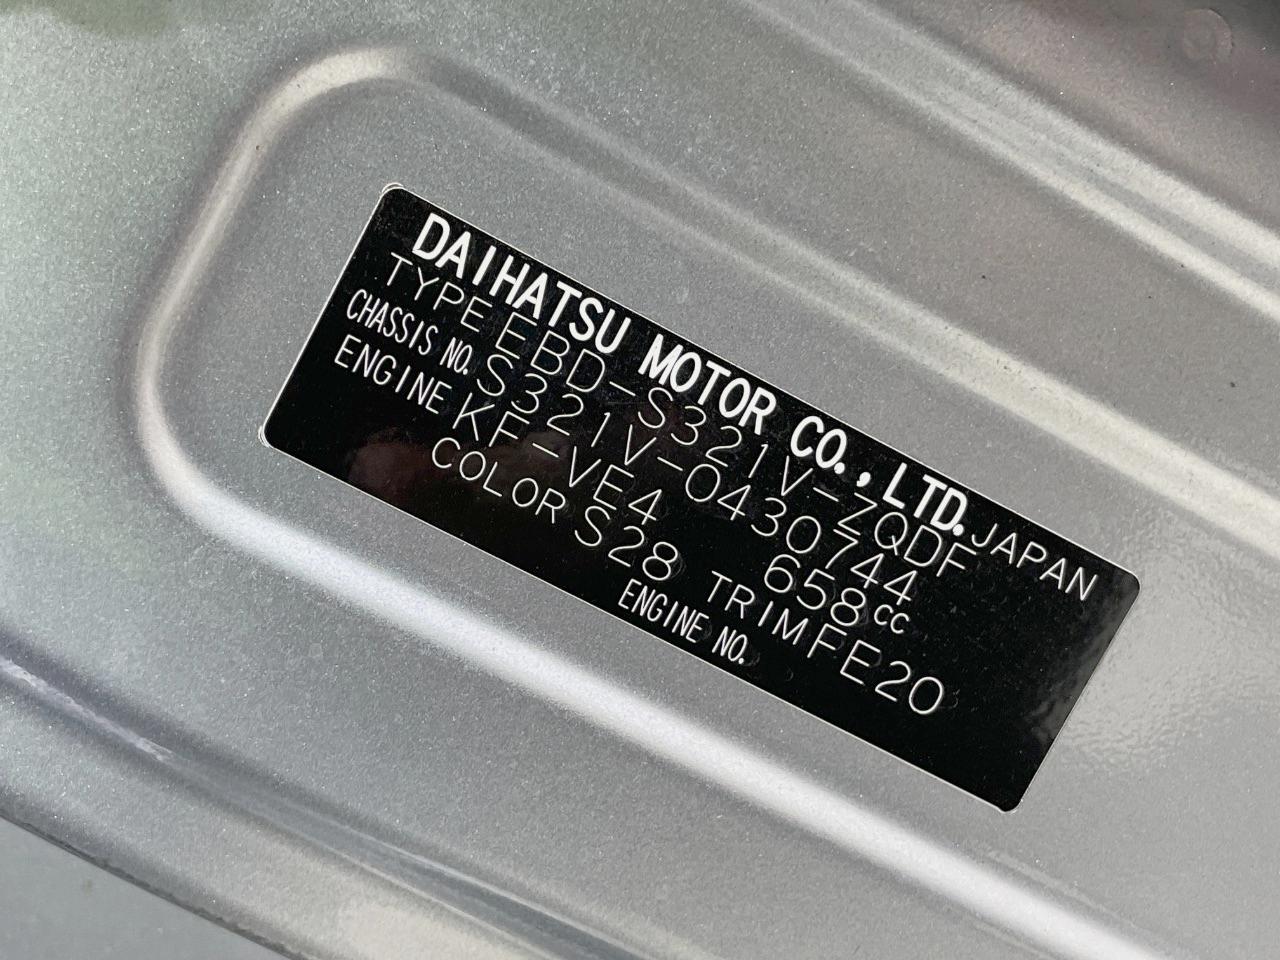 DAIHATSU MOTOR CO., LTD. JAPAN
TYPE EBD-S321V-ZQDF
CHASSIS NO. S321V-0430744
ENGINE KF-VE4 658cc
COLOR S28 TRIM FE20
ENGINE NO.